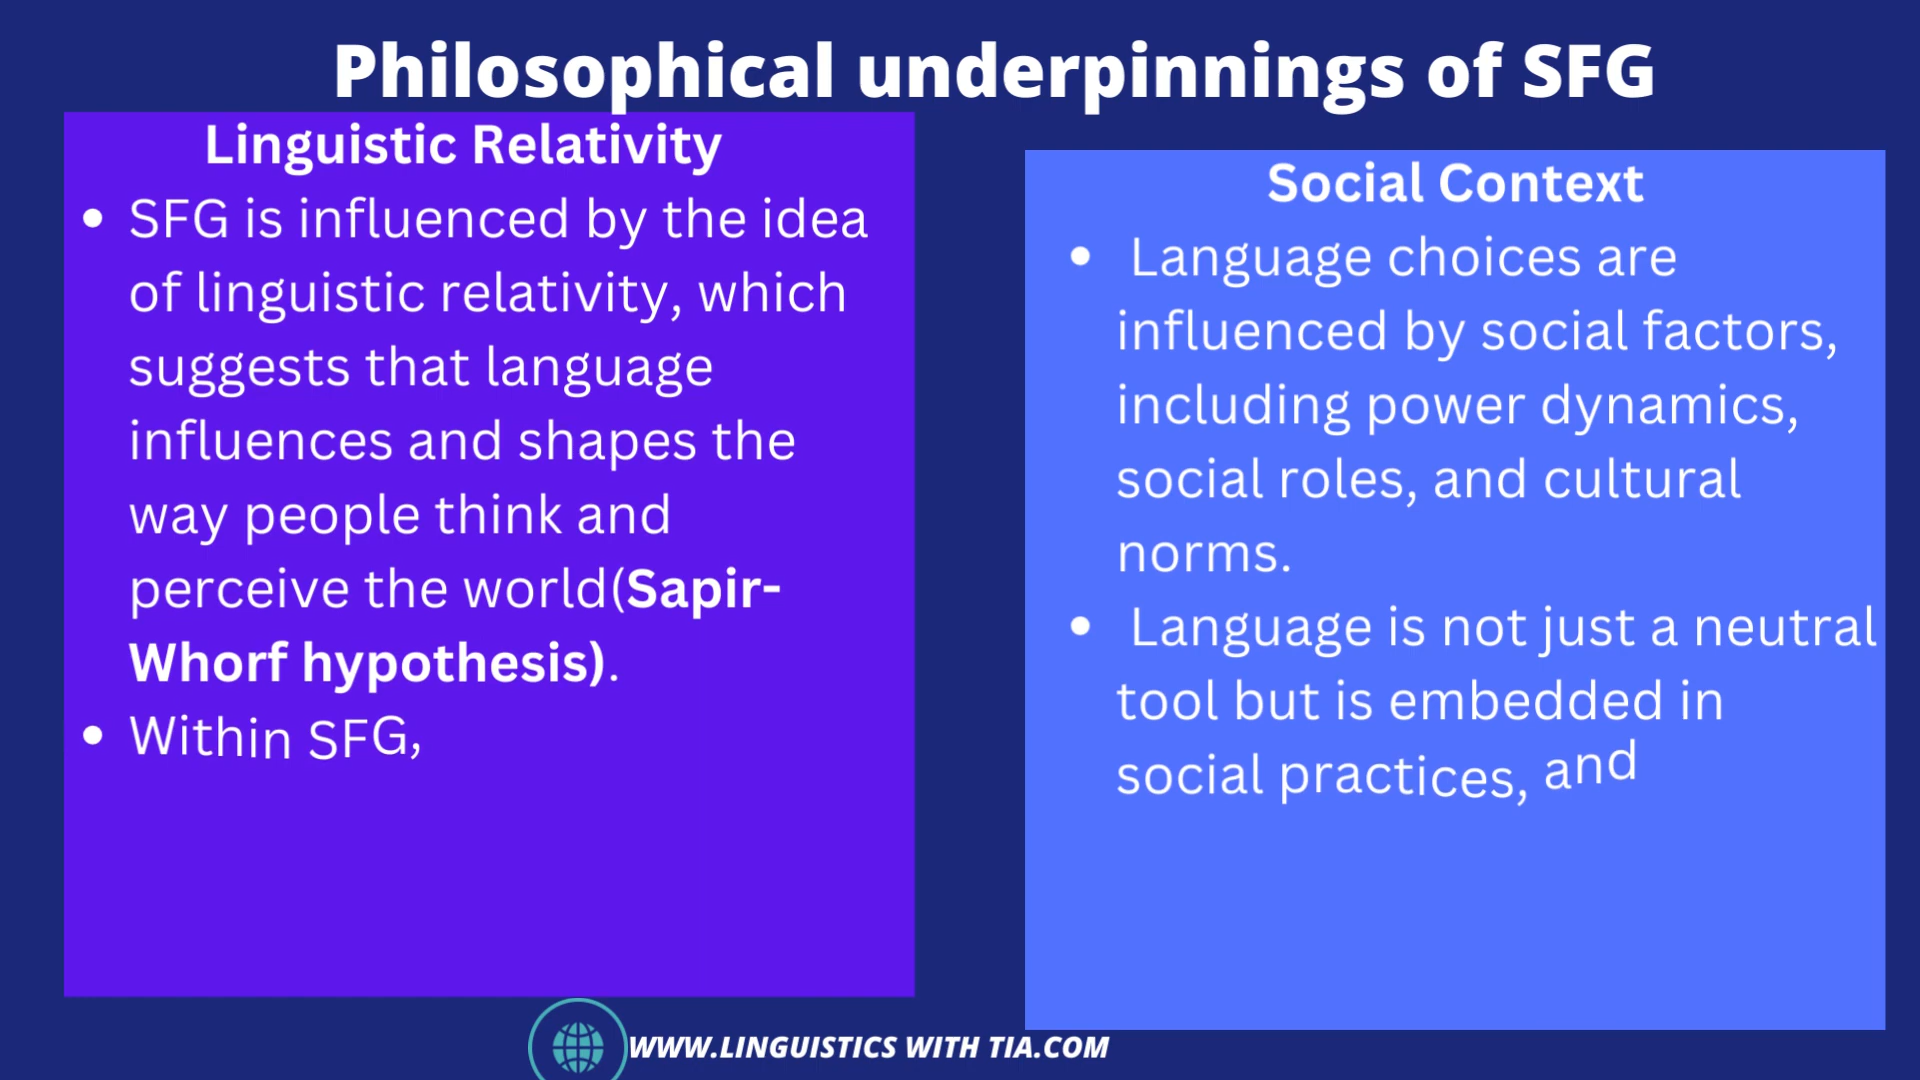 Philosophical underpinnings of SFG
Linguistic Relativity
• SFG is influenced by the idea
of linguistic relativity, which
suggests that language
influences and shapes the
way people think and
perceive the world(Sapir-
Whorf hypothesis).
• Within SFG,
Social Context
• Language choices are
influenced by social factors,
including power dynamics,
social roles, and cultural
norms.
• Language is not just a neutral
tool but is embedded in
social practices, and
WWW.LINGUISTICS WITH TIA.COM